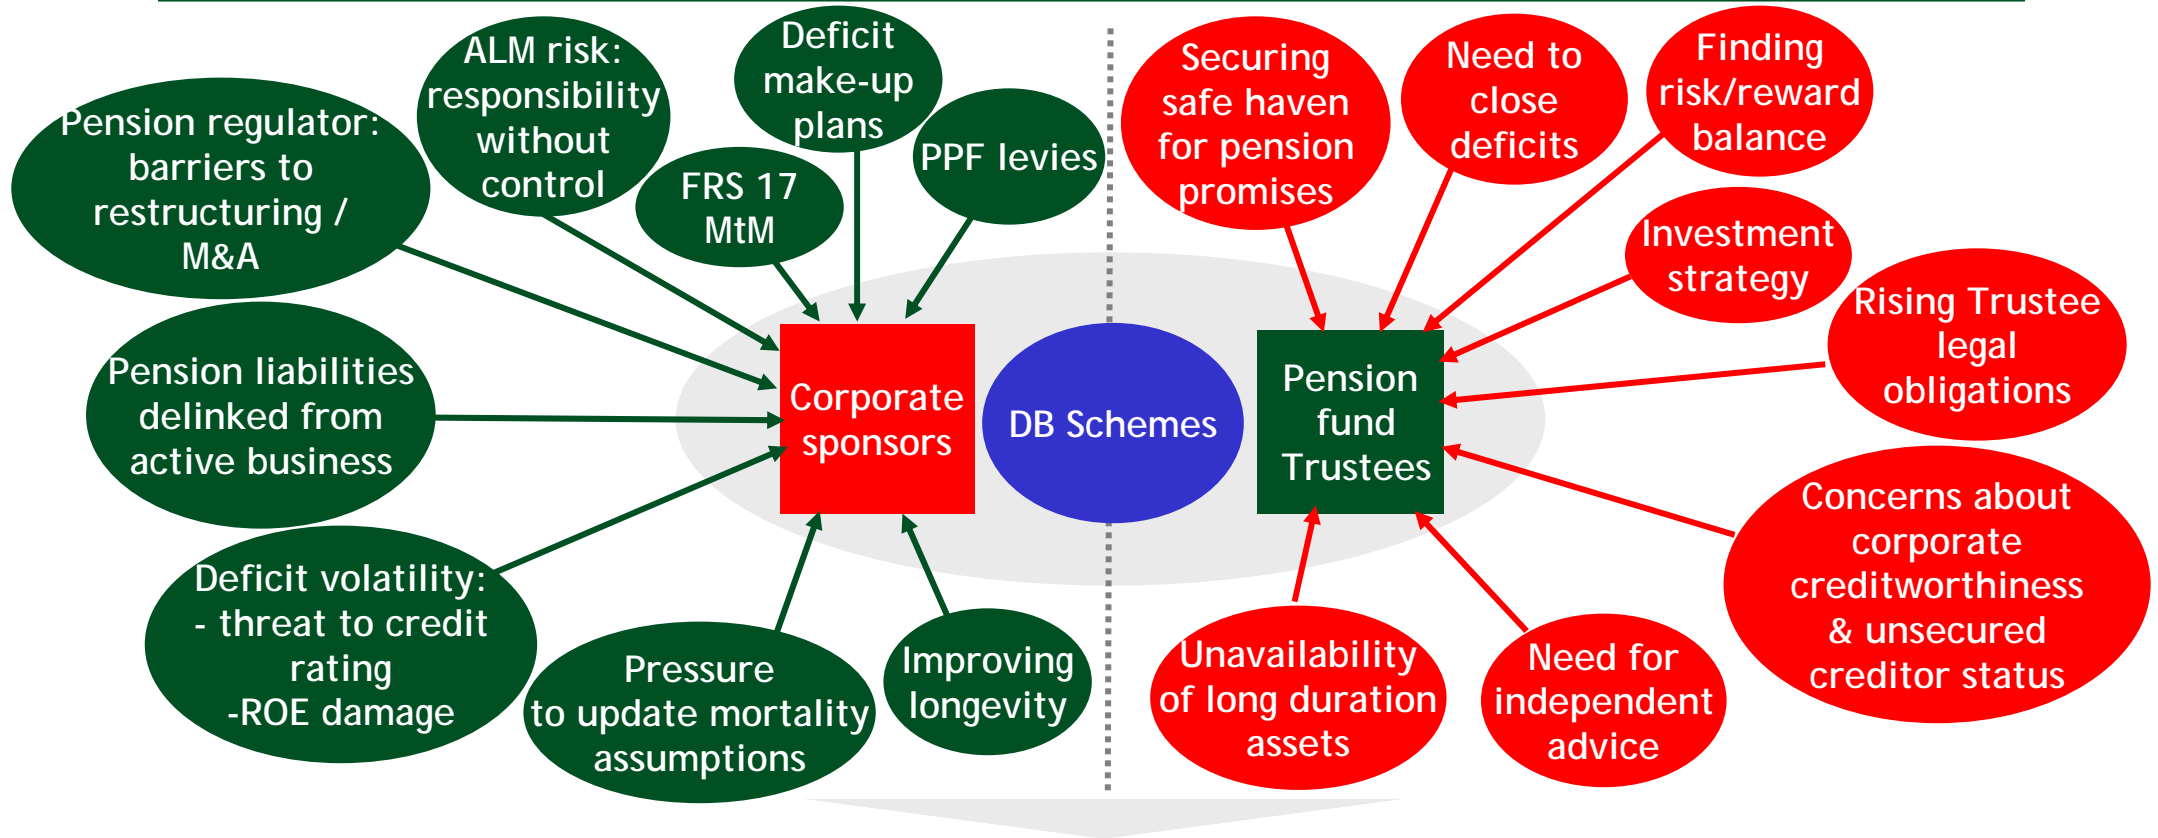 Pension regulator:
barriers to
restructuring /
M&A
ALM risk:
responsibility
without
control
Deficit
make-up
plans
FRS 17
MtM
PPF levies
Pension liabilities
delinked from
active business
Deficit volatility:
- threat to credit
rating
-ROE damage
Pressure
to update mortality
assumptions
Improving
longevity
Corporate
sponsors
DB Schemes
Pension
fund
Trustees
Securing
safe haven
for pension
promises
Need to
close
deficits
Finding
risk/reward
balance
Investment
strategy
Rising Trustee
legal
obligations
Concerns about
corporate
creditworthiness
& unsecured
creditor status
Need for
independent
advice
Unavailability
of long duration
assets